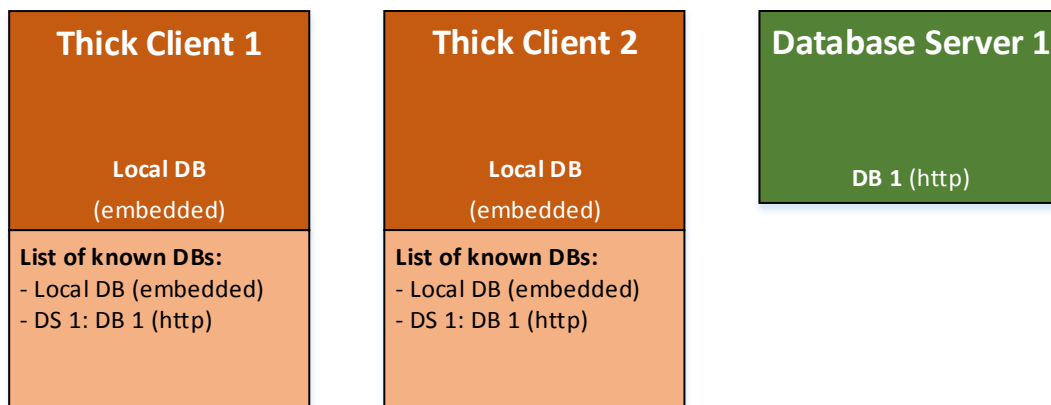 Thick Client 1
Local DB
(embedded)
List of known DBs:
- Local DB (embedded)
- DS 1: DB 1 (http)
Thick Client 2
Local DB
(embedded)
List of known DBs:
- Local DB (embedded)
- DS 1: DB 1 (http)
Database Server 1
DB 1 (http)